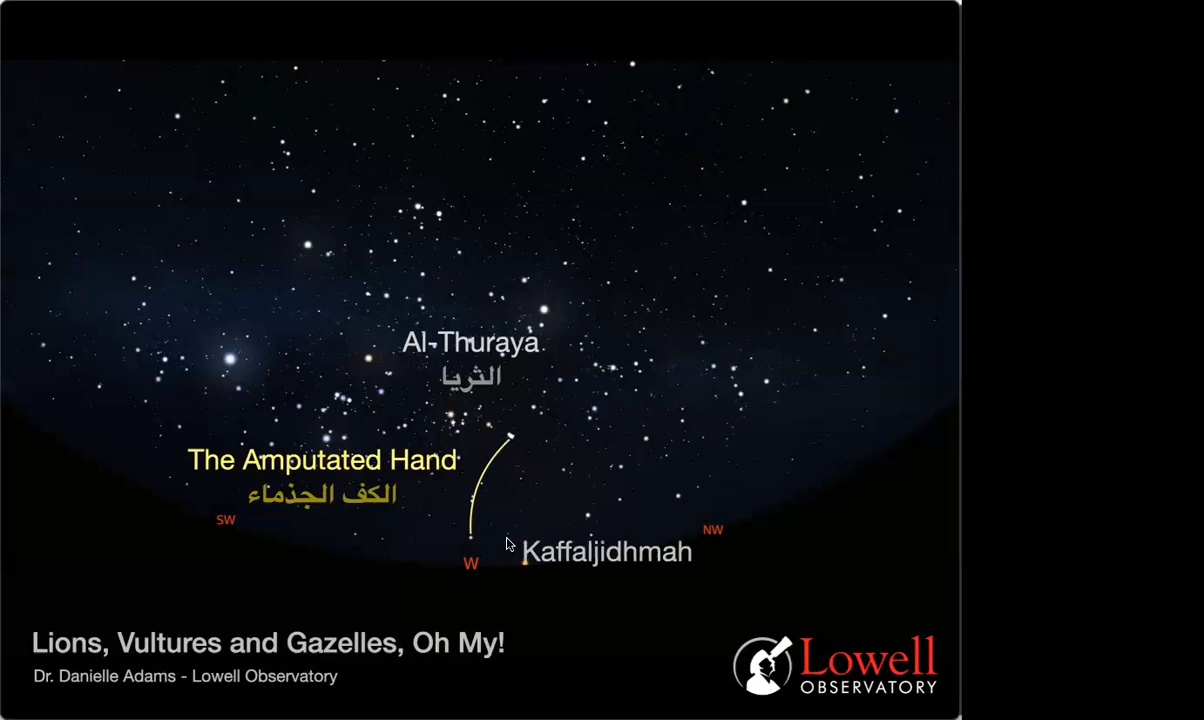 Al-Thuraya
الثريا
The Amputated Hand
الكف الجذماء
SW
NW
W
Kaffaljidhmah
Lions, Vultures and Gazelles, Oh My!
Dr. Danielle Adams - Lowell Observatory
Lowell
OBSERVATORY